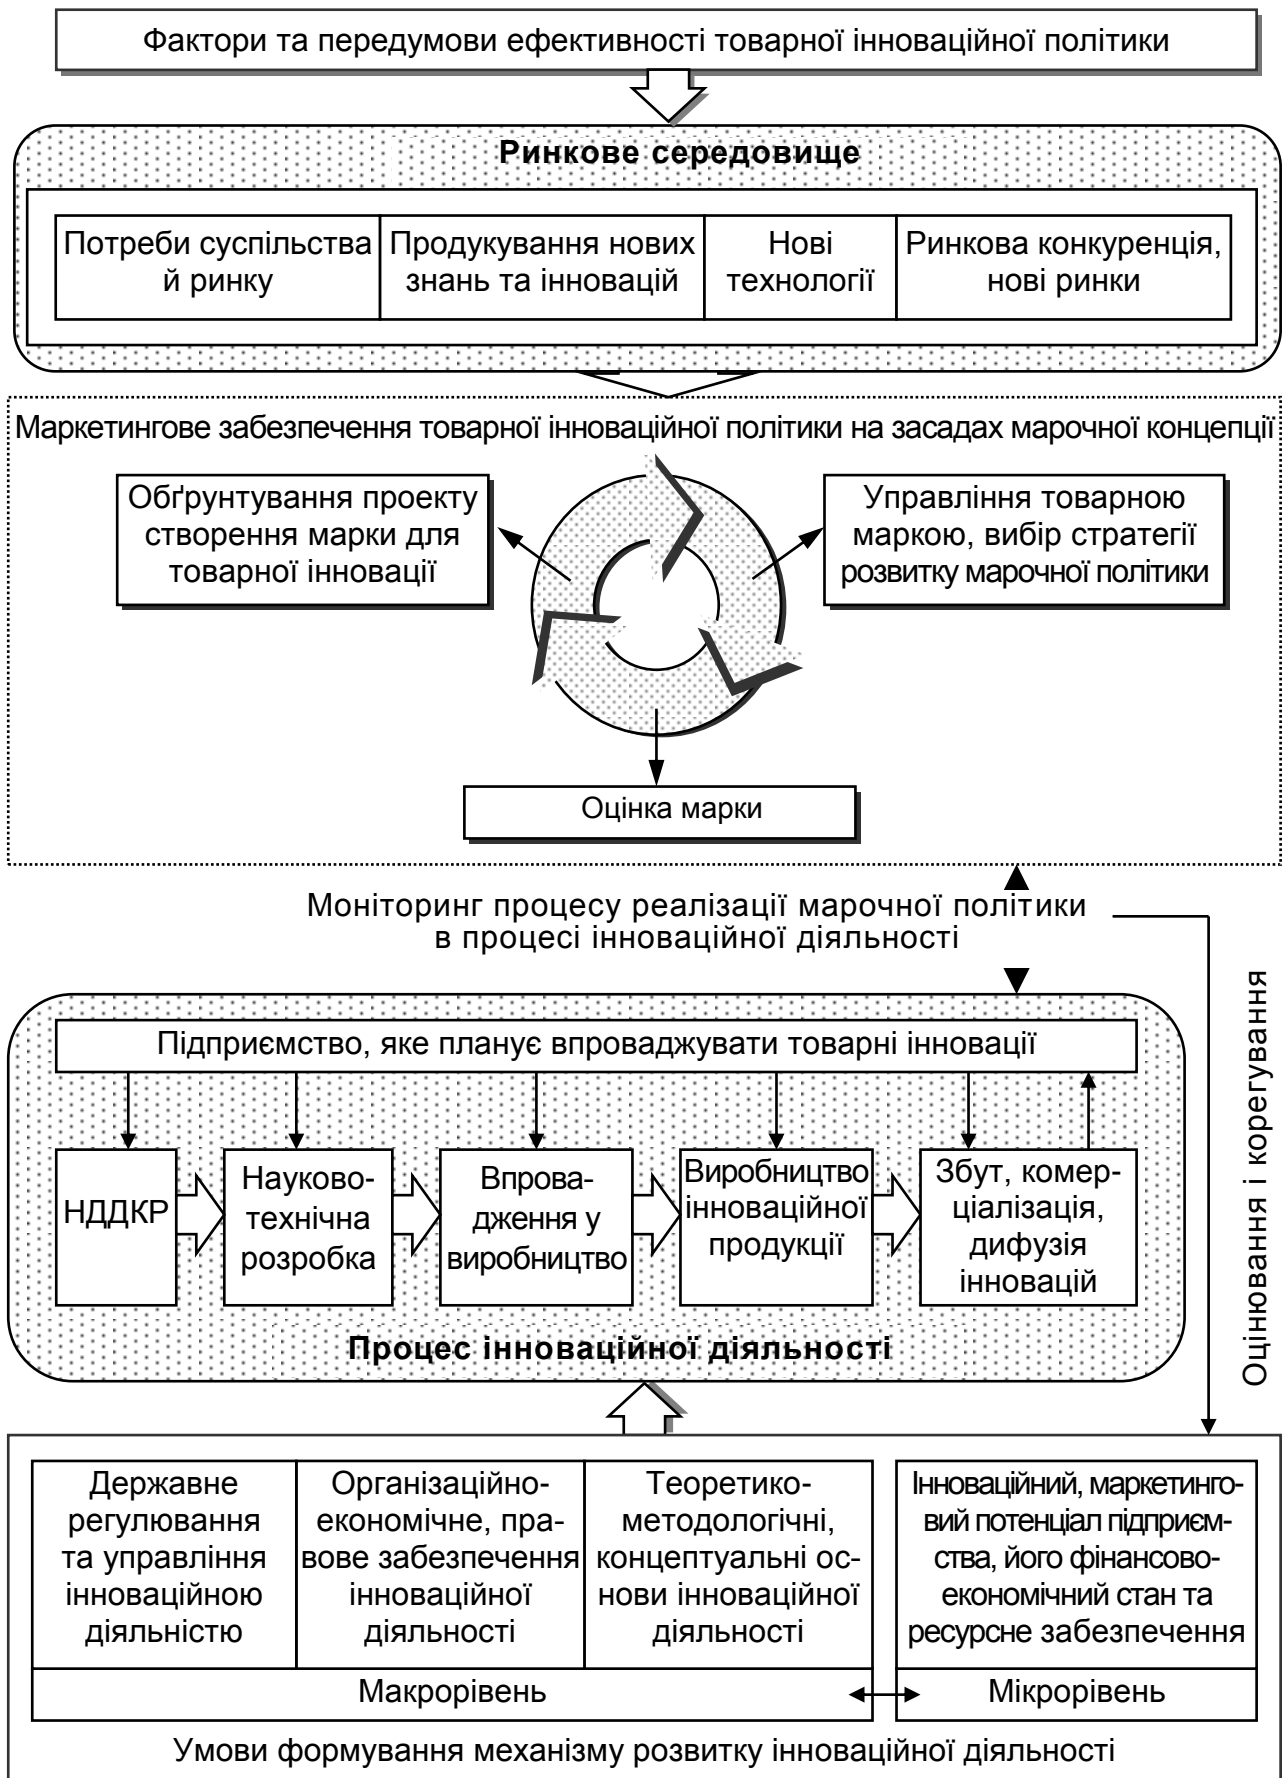 Фактори та передумови ефективності товарної інноваційної політики
Ринкове середовище
Потреби суспільства
й ринку
Продукування нових
знань та інновацій
Нові
технології
Ринкова конкуренція,
нові ринки
Маркетингове забезпечення товарної інноваційної політики на засадах марочної концепції
Обґрунтування проекту
створення марки для
товарної інновації
Управління товарною
маркою, вибір стратегії
розвитку марочної політики
Оцінка марки
Моніторинг процесу реалізації марочної політики
в процесі інноваційної діяльності
Оцінювання і корегування
Підприємство, яке планує впроваджувати товарні інновації
НДДКР
Науково-
технічна
розробка
Впрова-
дження у
виробництво
Виробництво
інноваційної
продукції
Збут, комер-
ціалізація,
дифузія
інновацій
Процес інноваційної діяльності
Державне
регулювання
та управління
інноваційною
діяльністю
Організаційно-
економічне, пра-
вове забезпечення
інноваційної
діяльності
Теоретико-
методологічні,
концептуальні ос-
нови інноваційної
діяльності
Інноваційний, маркетинго-
вий потенціал підприєм-
ства, його фінансово-
економічний стан та
ресурсне забезпечення
Макрорівень
Мікрорівень
Умови формування механізму розвитку інноваційної діяльності